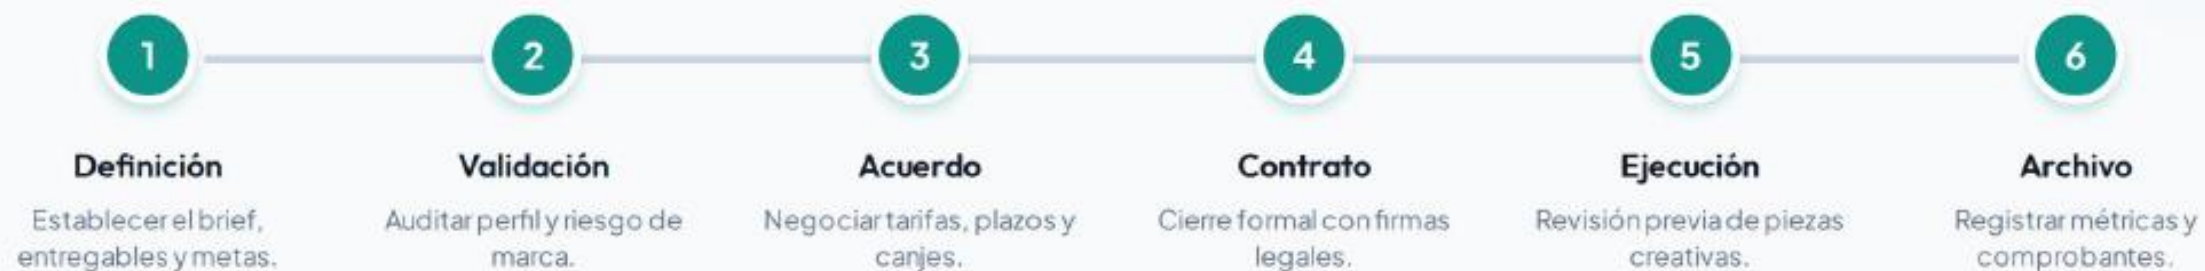 1
2
3
4
5
6
Definición
Establecer el brief,
entregables y metas.
Validación
Auditar perfil y riesgo de
marca.
Acuerdo
Negociar tarifas, plazos y
canjes.
Contrato
Cierre formal con firmas
legales.
Ejecución
Revisión previa de piezas
creativas.
Archivo
Registrar métricas y
comprobantes.